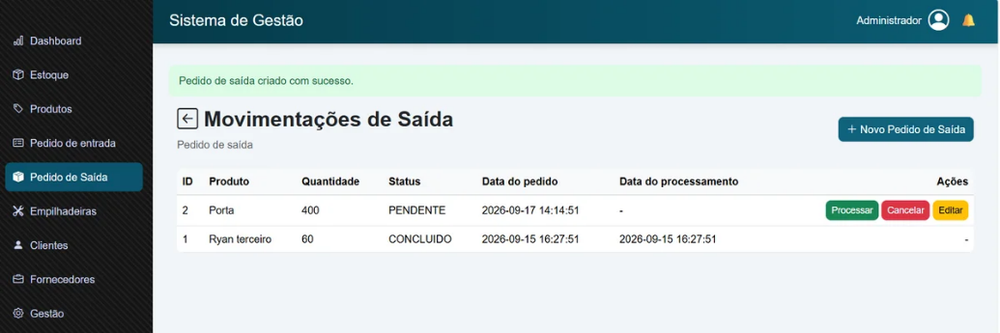 Sistema de Gestão
Administrador
Dashboard
Estoque
Produtos
Pedido de entrada
Pedido de Saída
Empilhadeiras
Clientes
Fornecedores
Gestão
Pedido de saída criado com sucesso.
Movimentações de Saída
+ Novo Pedido de Saída
Pedido de saída
ID Produto Quantidade Status Data do pedido Data do processamento Ações
2 Porta 400 PENDENTE 2026-09-17 14:14:51 - Processar Cancelar Editar
1 Ryan terceiro 60 CONCLUIDO 2026-09-15 16:27:51 2026-09-15 16:27:51 -